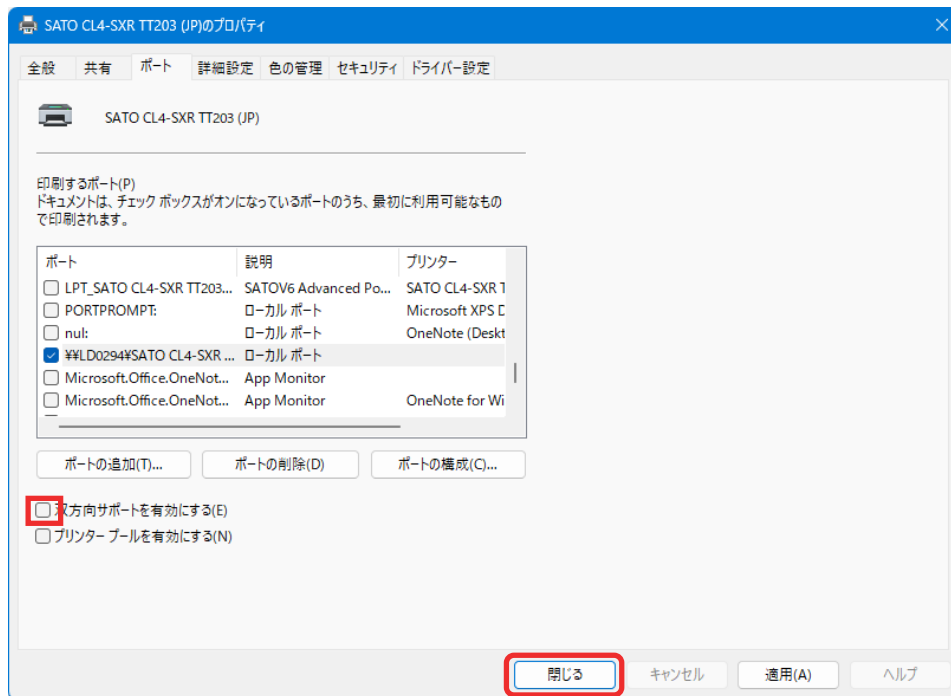 SATO CL4-SXR TT203 (JP)のプロパティ
全般 共有 ポート 詳細設定 色の管理 セキュリティ ドライバー設定
SATO CL4-SXR TT203 (JP)
印刷するポート(P)
ドキュメントは、チェック ボックスがオンになっているポートのうち、最初に利用可能なもの
で印刷されます。
ポート 説明 プリンター
LPT_SATO CL4-SXR TT203... SATOV6 Advanced Po... SATO CL4-SXR T
PORTPROMPT: ローカル ポート Microsoft XPS D
nul: ローカル ポート OneNote (Deskt
¥¥LD0294¥SATO CL4-SXR ... ローカル ポート
Microsoft.Office.OneNot... App Monitor
Microsoft.Office.OneNot... App Monitor OneNote for Wi
ポートの追加(T)... ポートの削除(D) ポートの構成(C)...
双方向サポートを有効にする(E)
プリンター プールを有効にする(N)
閉じる キャンセル 適用(A) ヘルプ